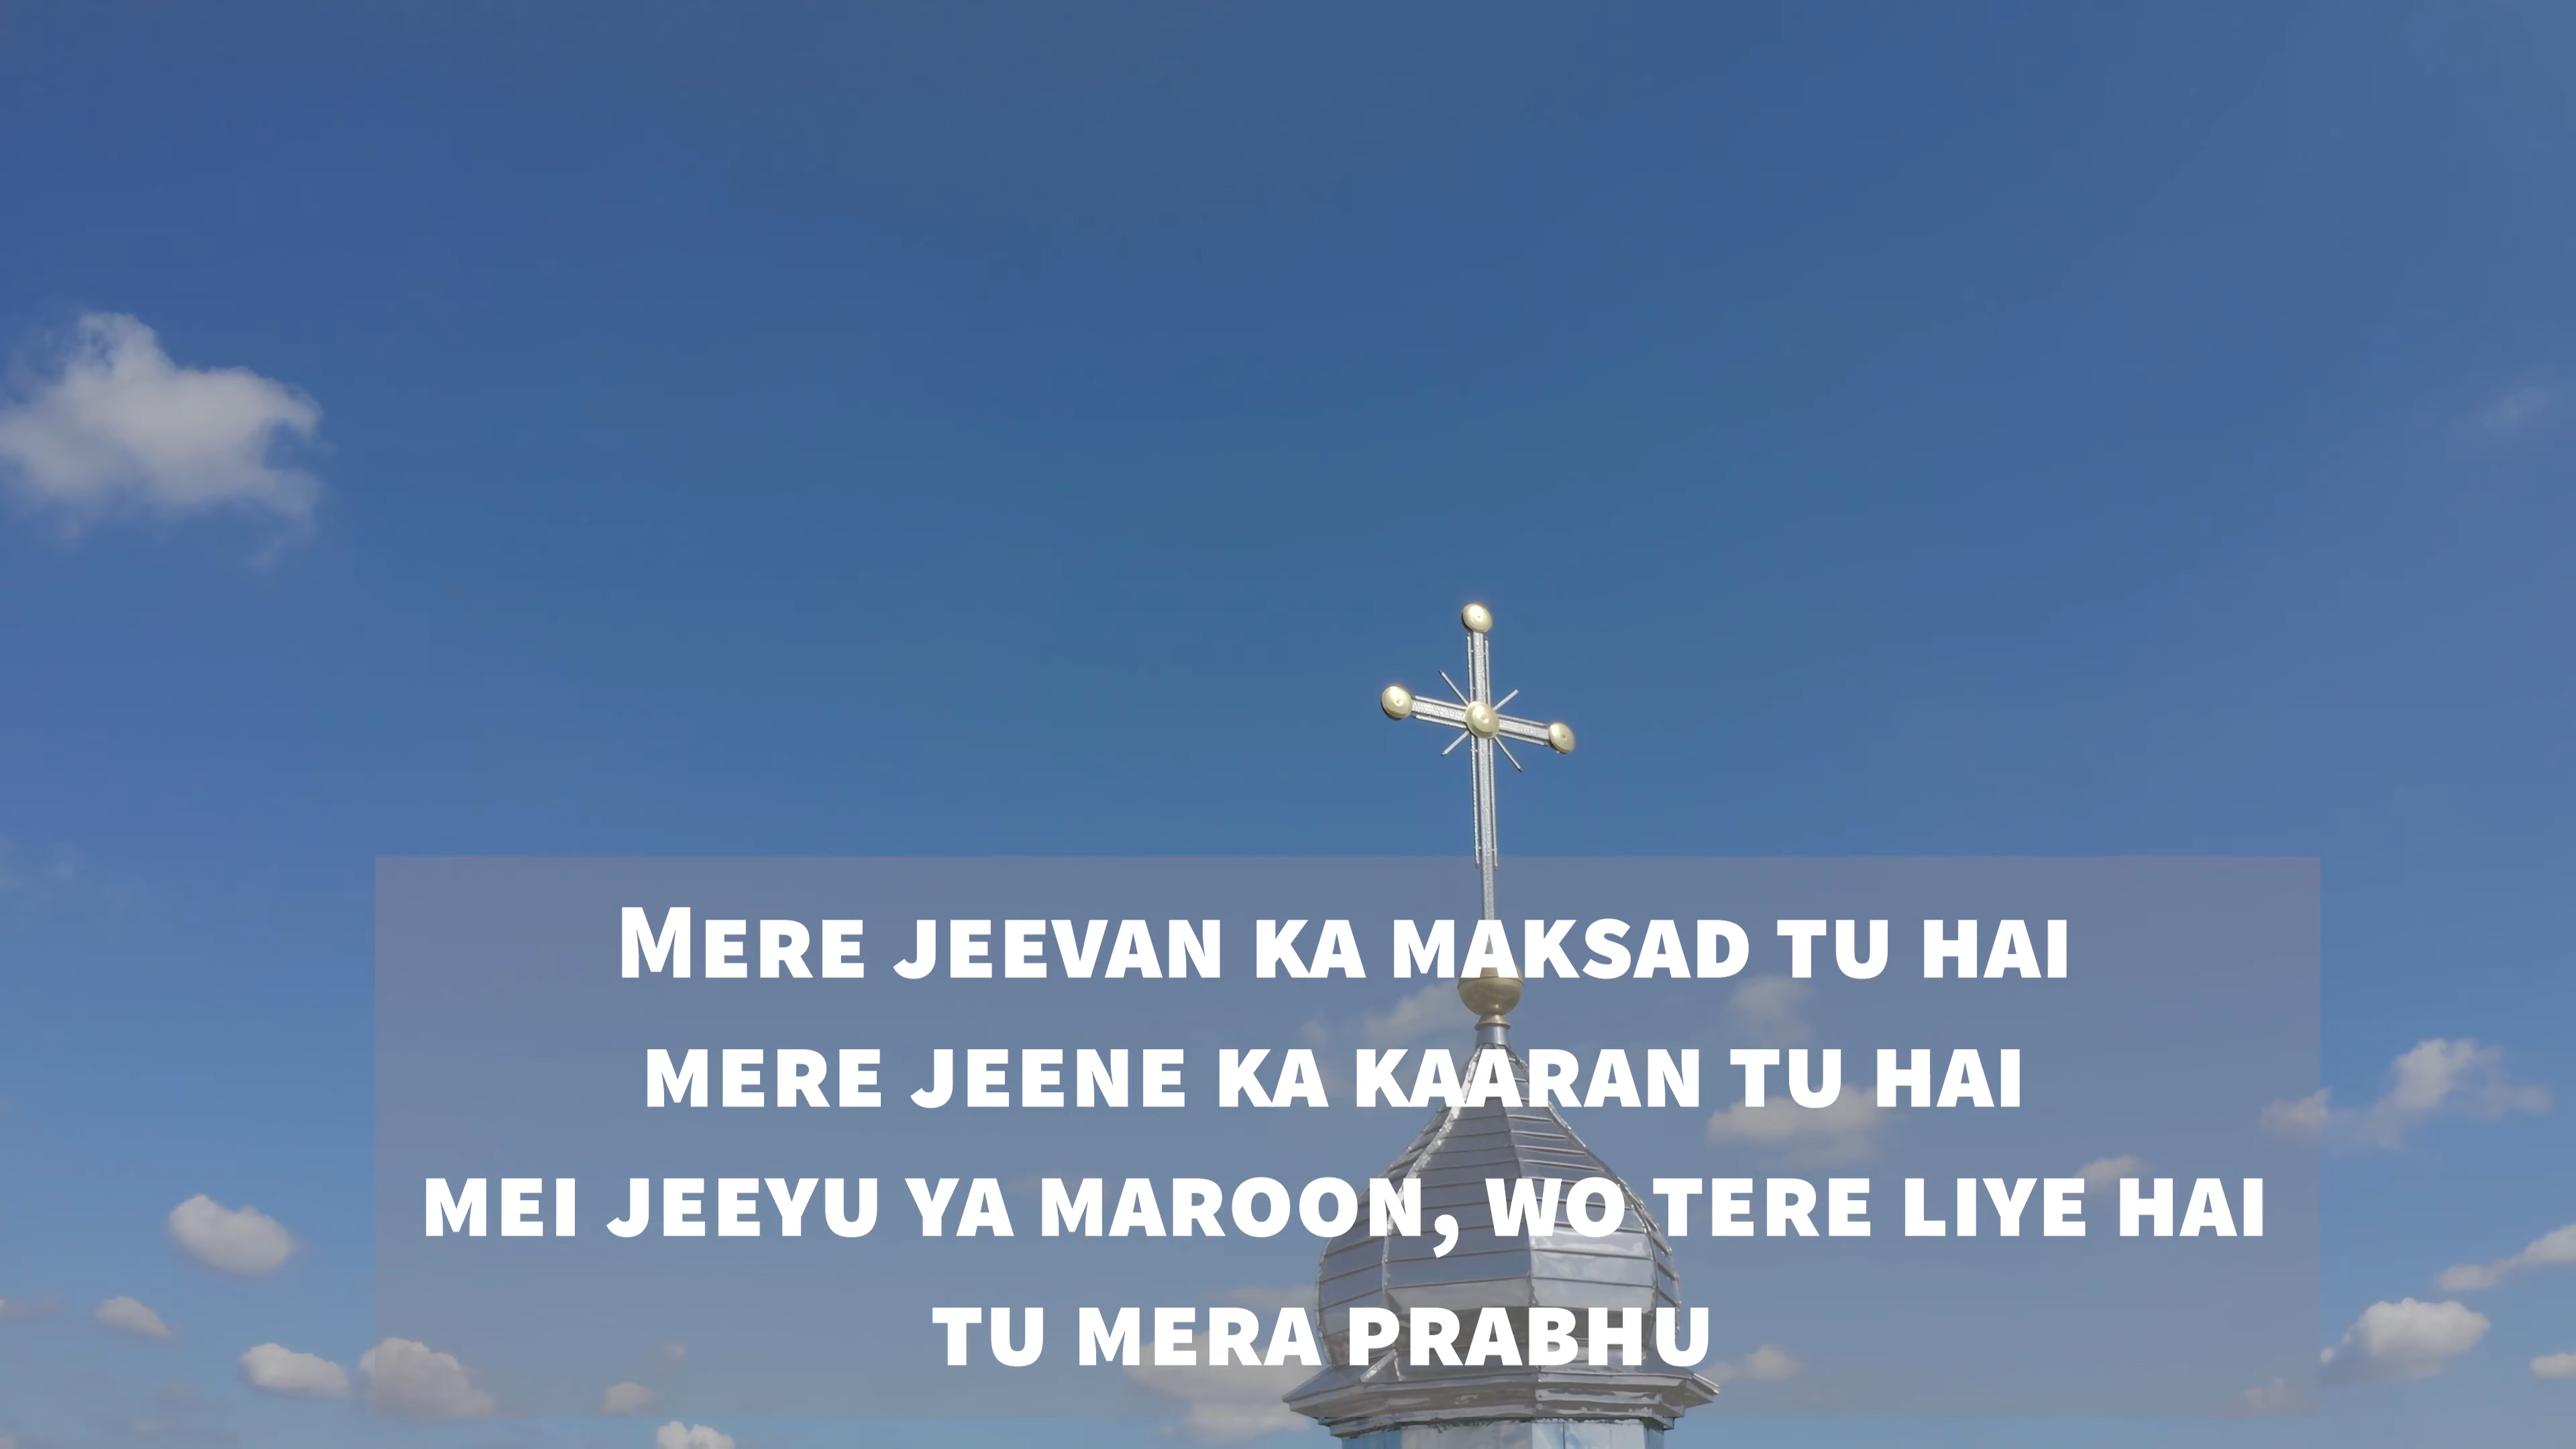 Mere jeevan ka maksad tu hai
mere jeene ka kaaran tu hai
mei jeeyu ya maroon, wo tere liye hai
tu mera prabhu